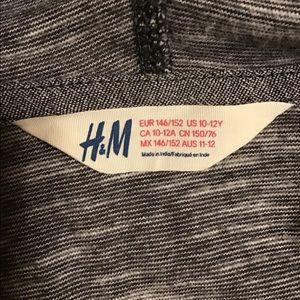 H&M
EUR 146/152 US 10-12Y
CA 10-12A CN 150/76
MX 146/152 AUS 11-12
Made in India/Fabriqué en Inde